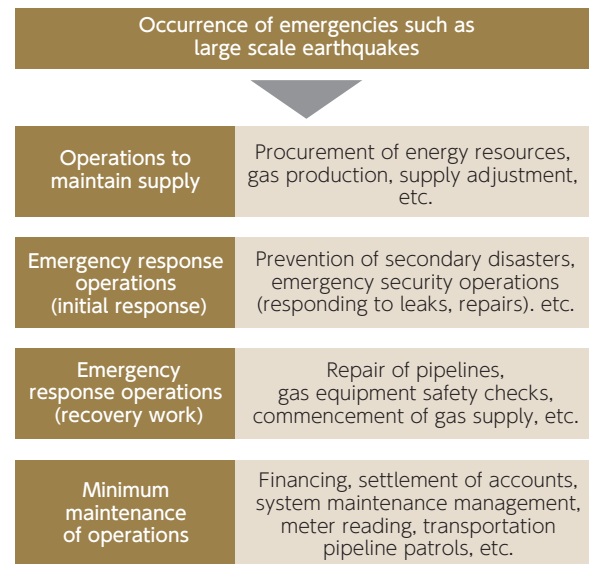 Occurrence of emergencies such as
large scale earthquakes
Operations to
maintain supply
Procurement of energy resources,
gas production, supply adjustment,
etc.
Emergency response
operations
(initial response)
Prevention of secondary disasters,
emergency security operations
(responding to leaks, repairs). etc.
Emergency
response operations
(recovery work)
Repair of pipelines,
gas equipment safety checks,
commencement of gas supply, etc.
Minimum
maintenance
of operations
Financing, settlement of accounts,
system maintenance management,
meter reading, transportation
pipeline patrols, etc.